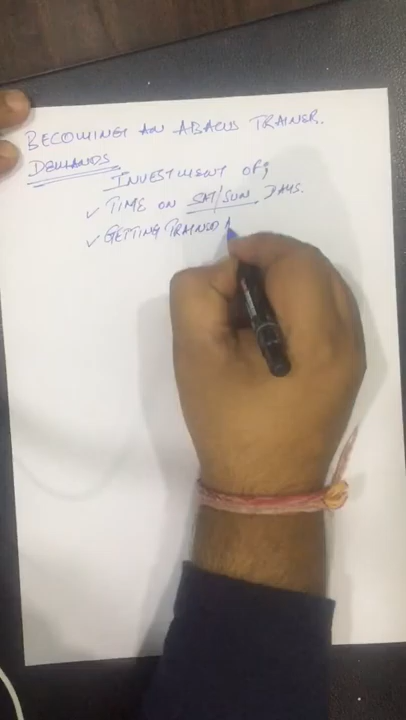 BECOMING AN ABACUS TRAINER.
DEMANDS
INVESTMENT OF;
✓ TIME ON SAT/SUN DAYS.
✓ GETTING TRAINED A